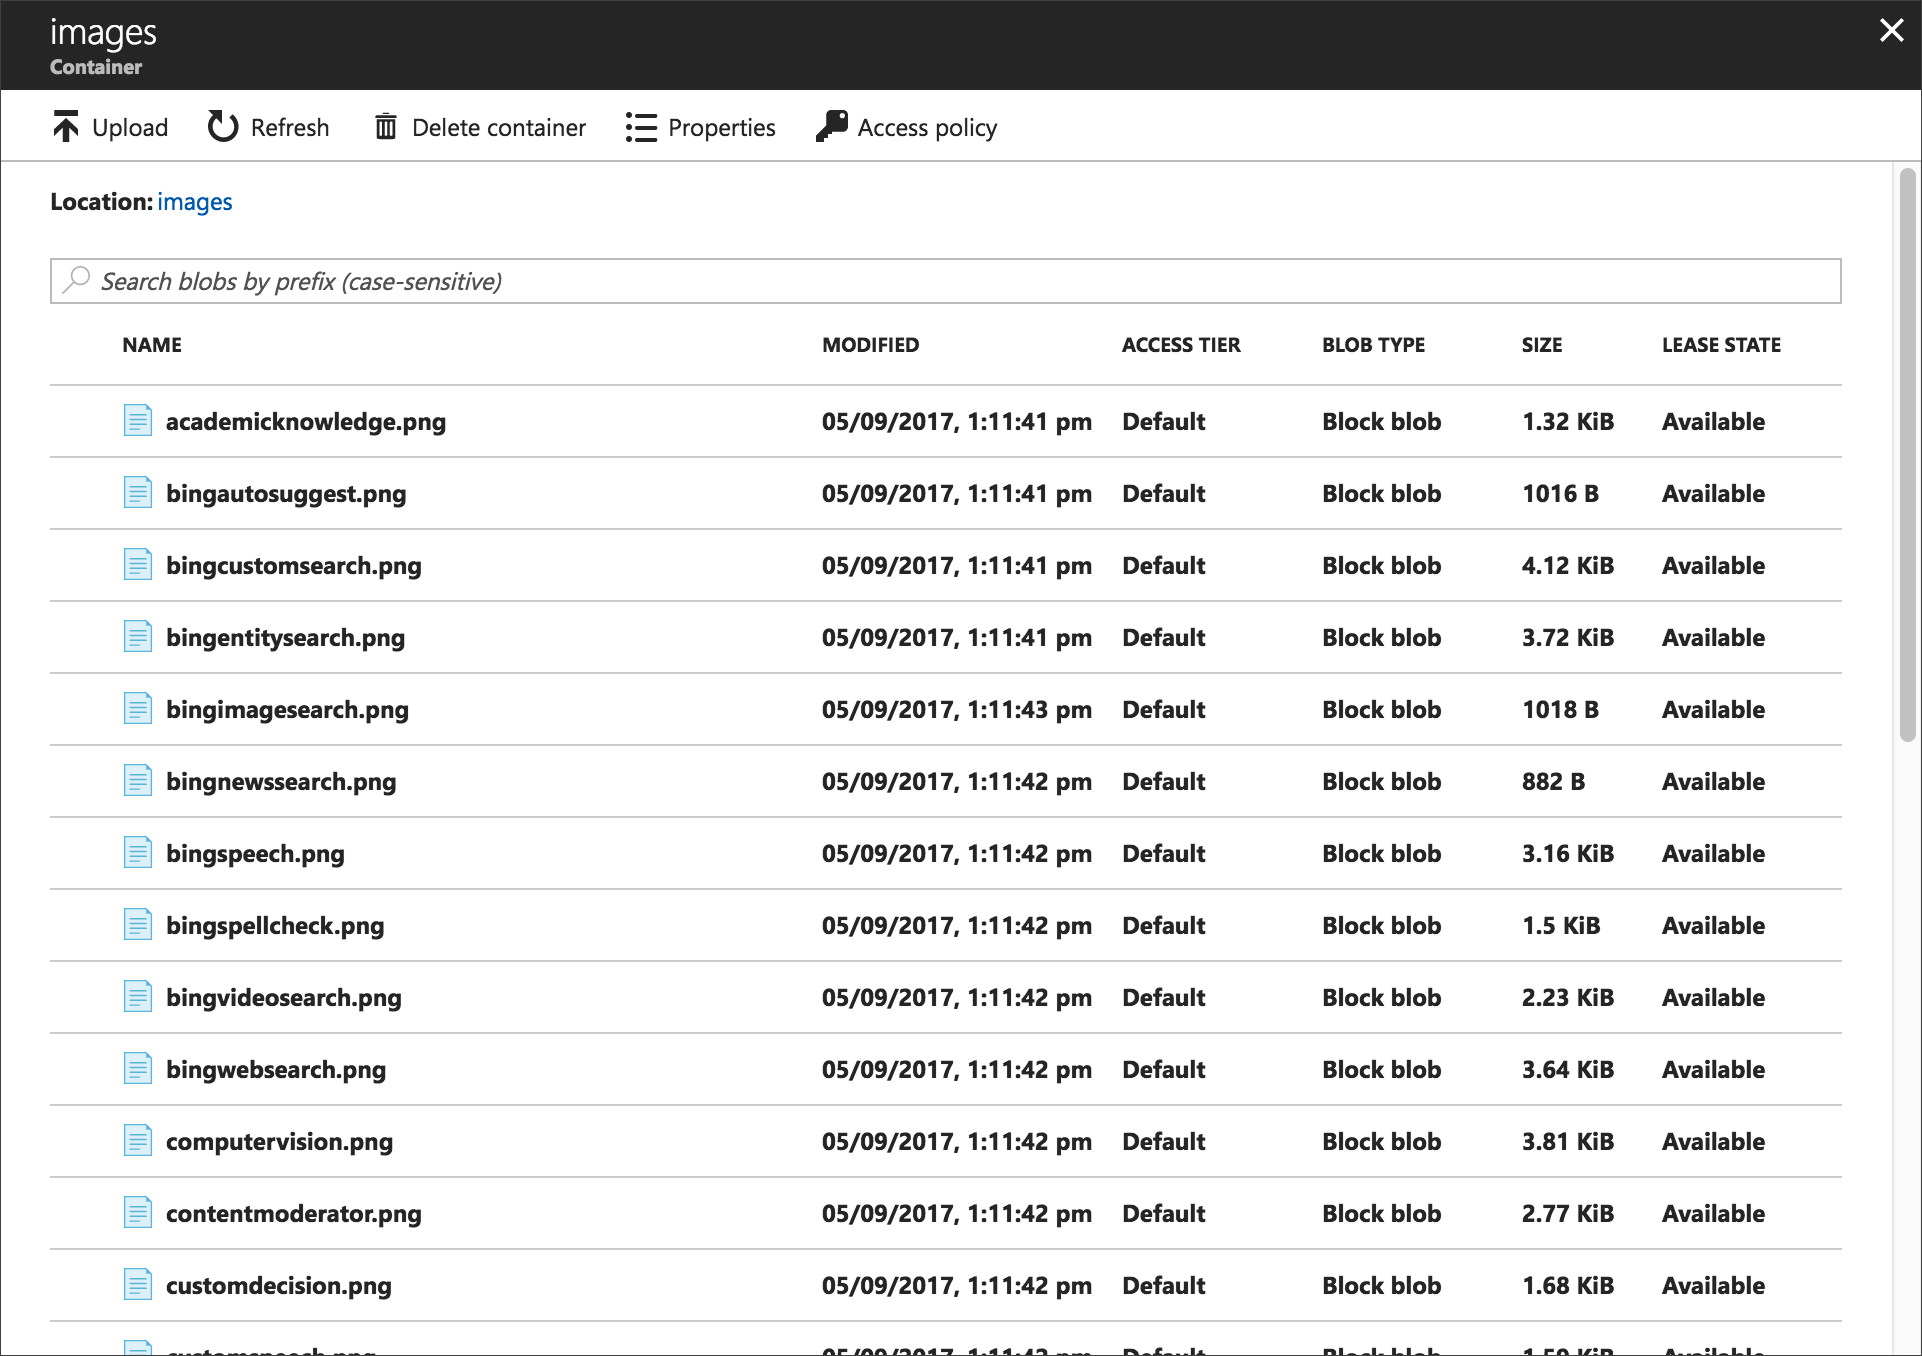 images
Container
Upload Refresh Delete container Properties Access policy
Location: images
Search blobs by prefix (case-sensitive)
NAME MODIFIED ACCESS TIER BLOB TYPE SIZE LEASE STATE
academicknowledge.png 05/09/2017, 1:11:41 pm Default Block blob 1.32 KiB Available
bingautosuggest.png 05/09/2017, 1:11:41 pm Default Block blob 1016 B Available
bingcustomsearch.png 05/09/2017, 1:11:41 pm Default Block blob 4.12 KiB Available
bingentitysearch.png 05/09/2017, 1:11:41 pm Default Block blob 3.72 KiB Available
bingimagesearch.png 05/09/2017, 1:11:43 pm Default Block blob 1018 B Available
bingnewssearch.png 05/09/2017, 1:11:42 pm Default Block blob 882 B Available
bingspeech.png 05/09/2017, 1:11:42 pm Default Block blob 3.16 KiB Available
bingspellcheck.png 05/09/2017, 1:11:42 pm Default Block blob 1.5 KiB Available
bingvideosearch.png 05/09/2017, 1:11:42 pm Default Block blob 2.23 KiB Available
bingwebsearch.png 05/09/2017, 1:11:42 pm Default Block blob 3.64 KiB Available
computervision.png 05/09/2017, 1:11:42 pm Default Block blob 3.81 KiB Available
contentmoderator.png 05/09/2017, 1:11:42 pm Default Block blob 2.77 KiB Available
customdecision.png 05/09/2017, 1:11:42 pm Default Block blob 1.68 KiB Available
customspeech.png Default Block blob Available